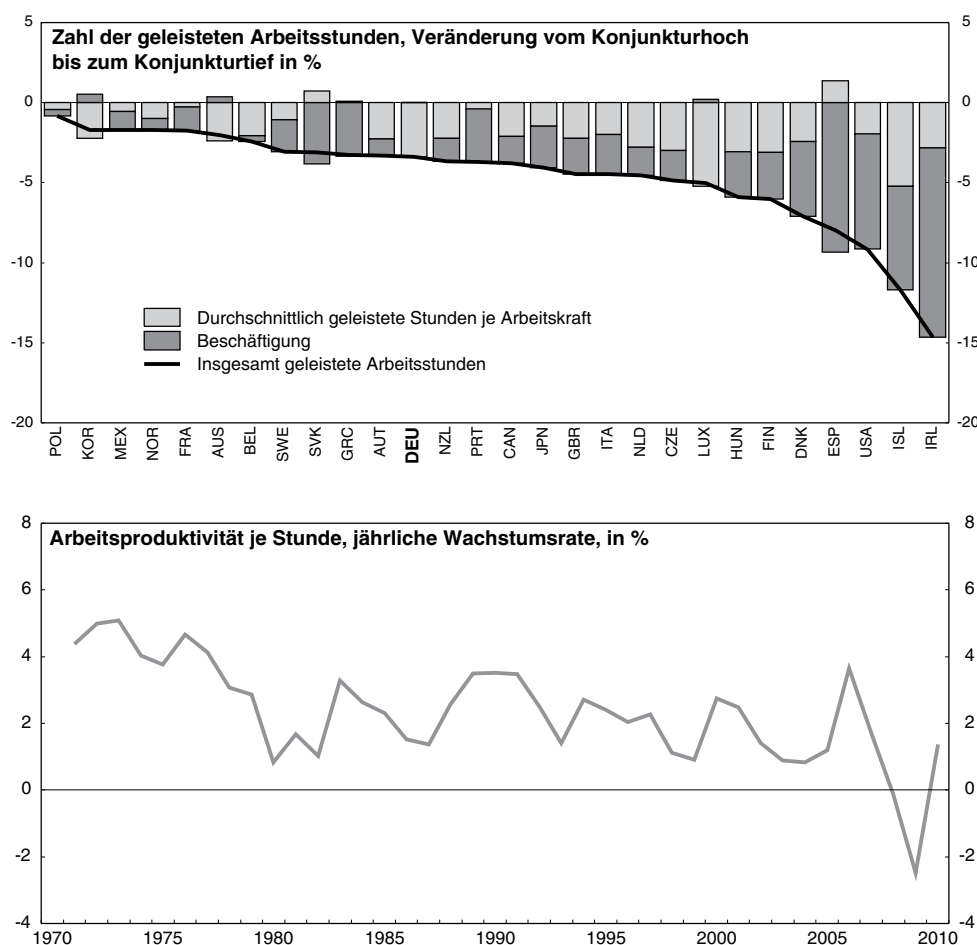 5 5
Zahl der geleisteten Arbeitsstunden, Veränderung vom Konjunkturhoch
bis zum Konjunkturtief in %
0 0
-5 -5
-10 -10
Durchschnittlich geleistete Stunden je Arbeitskraft
Beschäftigung
-15 -15
Insgesamt geleistete Arbeitsstunden
-20 -20
POL KOR MEX NOR FRA AUS BEL SWE SVK GRC AUT DEU NZL PRT CAN JPN GBR ITA NLD CZE LUX HUN FIN DNK ESP USA ISL IRL
8 8
Arbeitsproduktivität je Stunde, jährliche Wachstumsrate, in %
6 6
4 4
2 2
0 0
-2 -2
-4 -4
1970 1975 1980 1985 1990 1995 2000 2005 2010